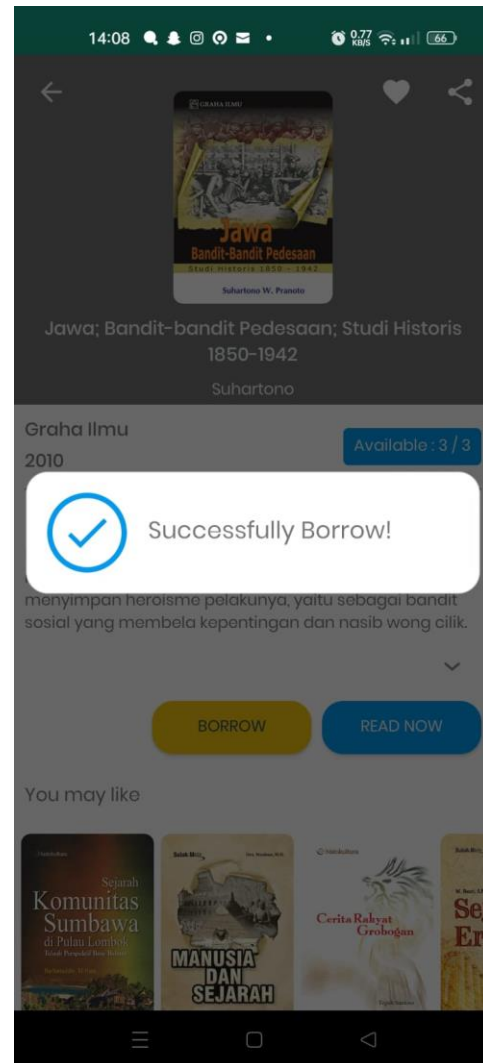 14:08
0.77
KB/S
66
GRAHA ILMU
Jawa
Bandit-Bandit Pedesaan
Studi Historis 1850 - 1942
Suhartono W. Pranoto
Jawa; Bandit-bandit Pedesaan; Studi Historis
1850-1942
Suhartono
Graha Ilmu
2010
Available : 3 / 3
Successfully Borrow!
menyimpan heroisme pelakunya, yaitu sebagai bandit
sosial yang membela kepentingan dan nasib wong cilik.
BORROW
READ NOW
You may like
Sejarah
Komunitas
Sumbawa
di Pulau Lombok
MANUSIA
DAN
SEJARAH
Cerita Rakyat
Grobogan
Se
Er